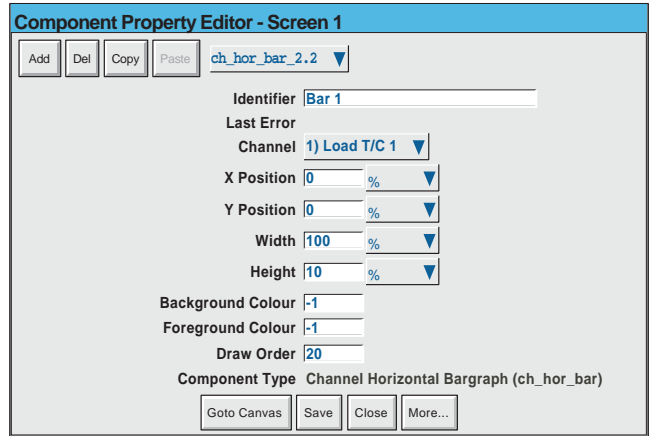 Component Property Editor - Screen 1
Add Del Copy Paste ch_hor_bar_2.2
Identifier Bar 1
Last Error
Channel 1) Load T/C 1
X Position 0 %
Y Position 0 %
Width 100 %
Height 10 %
Background Colour -1
Foreground Colour -1
Draw Order 20
Component Type Channel Horizontal Bargraph (ch_hor_bar)
Goto Canvas Save Close More...